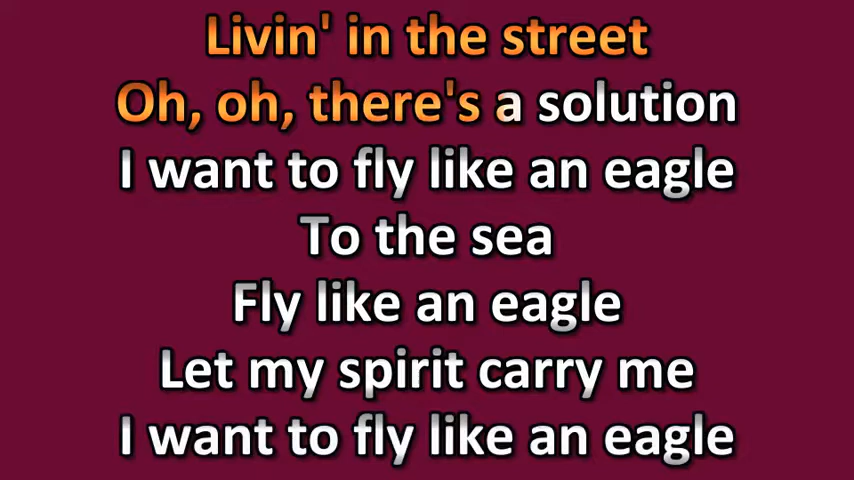 Livin' in the street
Oh, oh, there's a solution
I want to fly like an eagle
To the sea
Fly like an eagle
Let my spirit carry me
I want to fly like an eagle